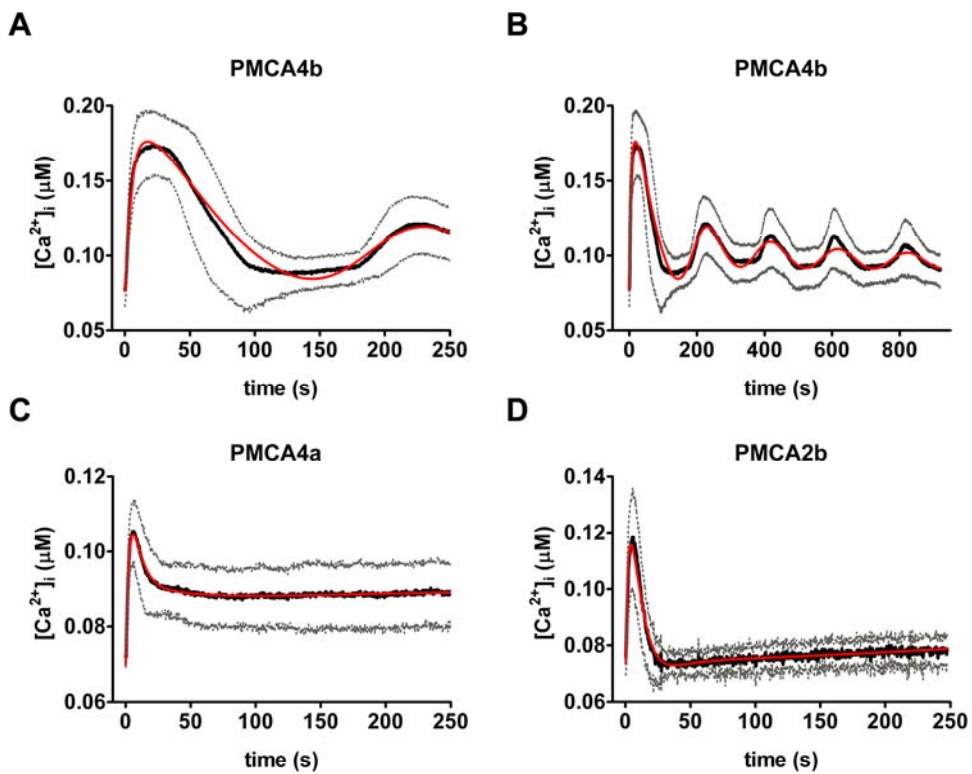 A
PMCA4b
0.20
0.15
0.10
0.05
[Ca²⁺]ᵢ (μM)
0 50 100 150 200 250
time (s)
B
PMCA4b
0.20
0.15
0.10
0.05
[Ca²⁺]ᵢ (μM)
0 200 400 600 800
time (s)
C
PMCA4a
0.12
0.10
0.08
0.06
[Ca²⁺]ᵢ (μM)
0 50 100 150 200 250
time (s)
D
PMCA2b
0.14
0.12
0.10
0.08
0.06
[Ca²⁺]ᵢ (μM)
0 50 100 150 200 250
time (s)